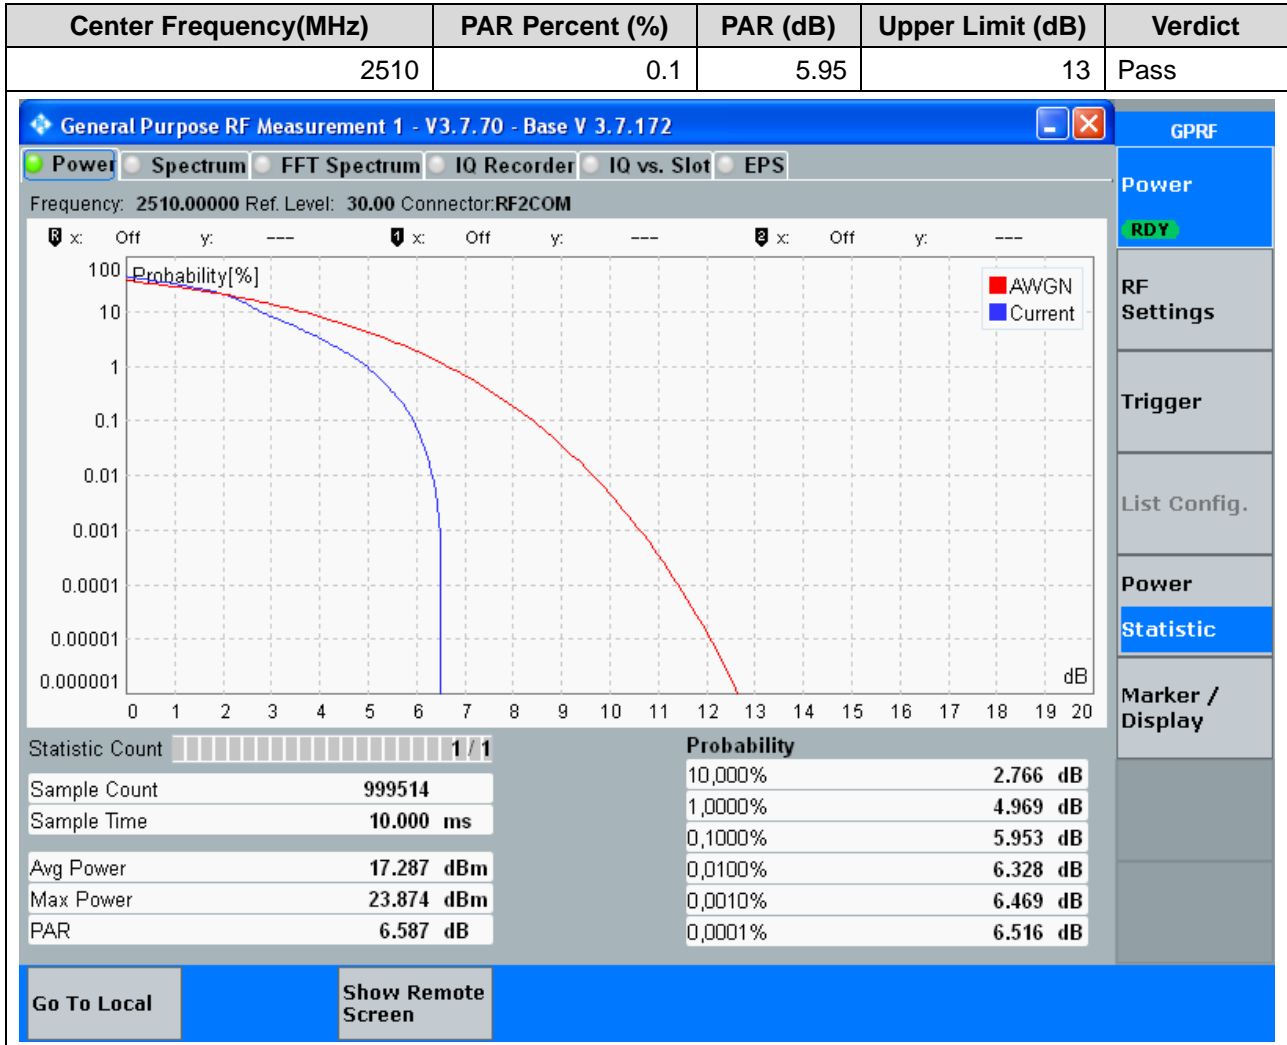 Center Frequency(MHz) PAR Percent (%) PAR (dB) Upper Limit (dB) Verdict
2510 0.1 5.95 13 Pass
General Purpose RF Measurement 1 - V3.7.70 - Base V 3.7.172
GPRF
Power Spectrum FFT Spectrum IQ Recorder IQ vs. Slot EPS
Power
RDY
Frequency: 2510.00000 Ref. Level: 30.00 Connector:RF2COM
R x: Off y: --- 1 x: Off y: --- 2 x: Off y: ---
Probability[%]
AWGN
Current
100
10
1
0.1
0.01
0.001
0.0001
0.00001
0.000001
dB
0 1 2 3 4 5 6 7 8 9 10 11 12 13 14 15 16 17 18 19 20
RF
Settings
Trigger
List Config.
Power
Statistic
Marker /
Display
Statistic Count 1 / 1
Sample Count 999514
Sample Time 10.000 ms
Avg Power 17.287 dBm
Max Power 23.874 dBm
PAR 6.587 dB
Probability
10,000% 2.766 dB
1,0000% 4.969 dB
0,1000% 5.953 dB
0,0100% 6.328 dB
0,0010% 6.469 dB
0,0001% 6.516 dB
Go To Local
Show Remote
Screen